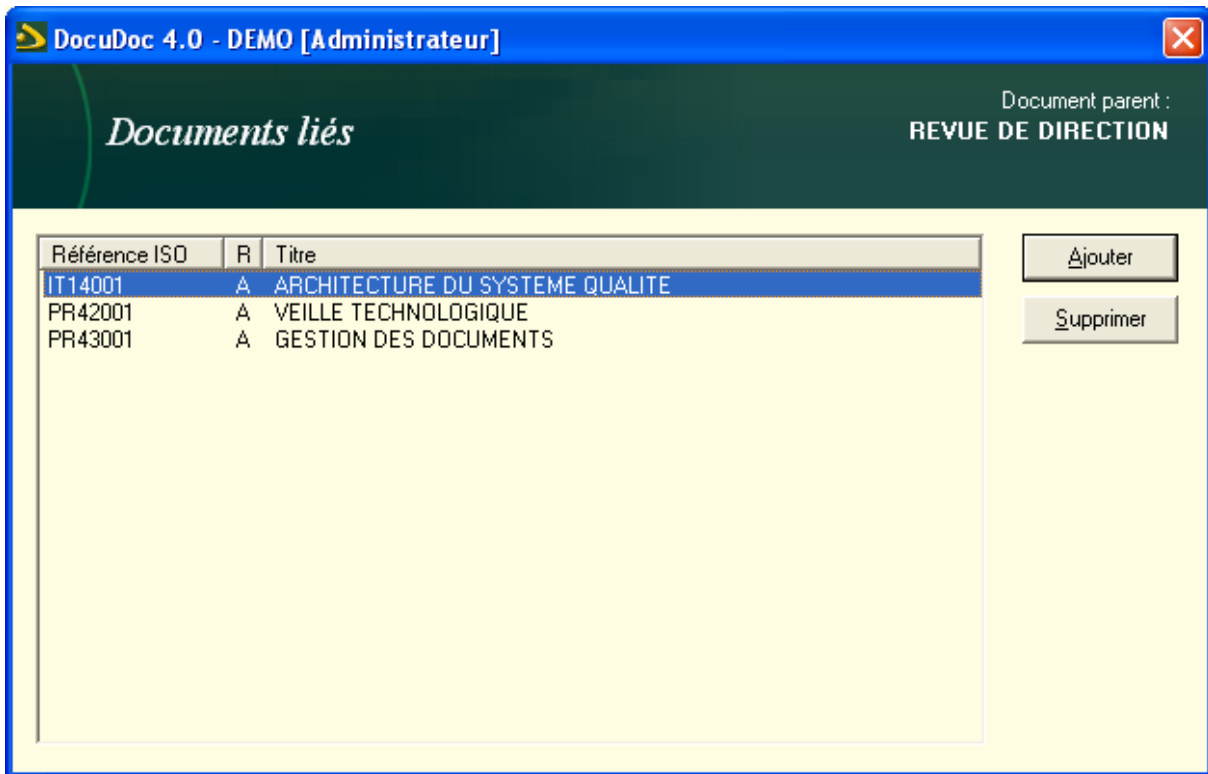 DocuDoc 4.0 - DEMO [Administrateur]
Documents liés
Document parent :
REVUE DE DIRECTION
Référence ISO R Titre
IT14001 A ARCHITECTURE DU SYSTEME QUALITE
PR42001 A VEILLE TECHNOLOGIQUE
PR43001 A GESTION DES DOCUMENTS
Ajouter
Supprimer